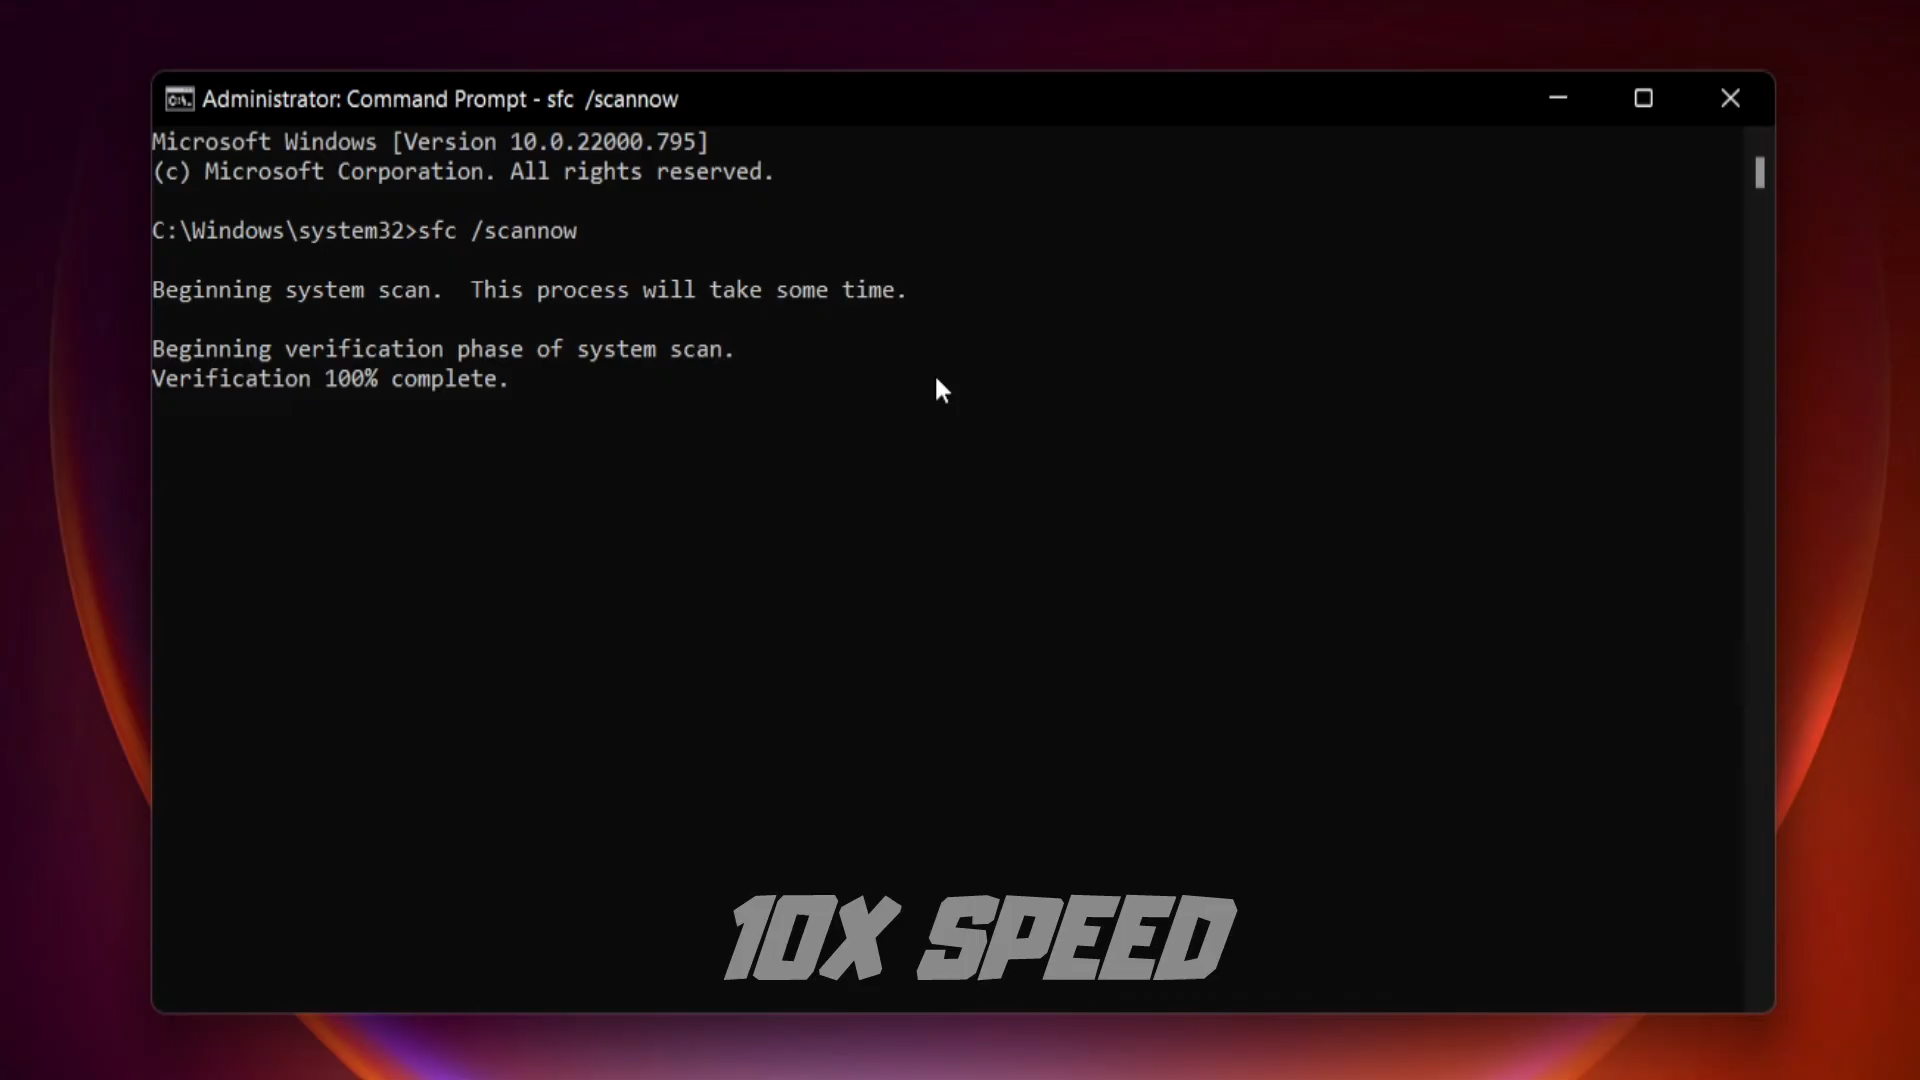 Administrator: Command Prompt - sfc  /scannow
Microsoft Windows [Version 10.0.22000.795]
(c) Microsoft Corporation. All rights reserved.
C:\Windows\system32>sfc /scannow
Beginning system scan.  This process will take some time.
Beginning verification phase of system scan.
Verification 100% complete.
10X SPEED